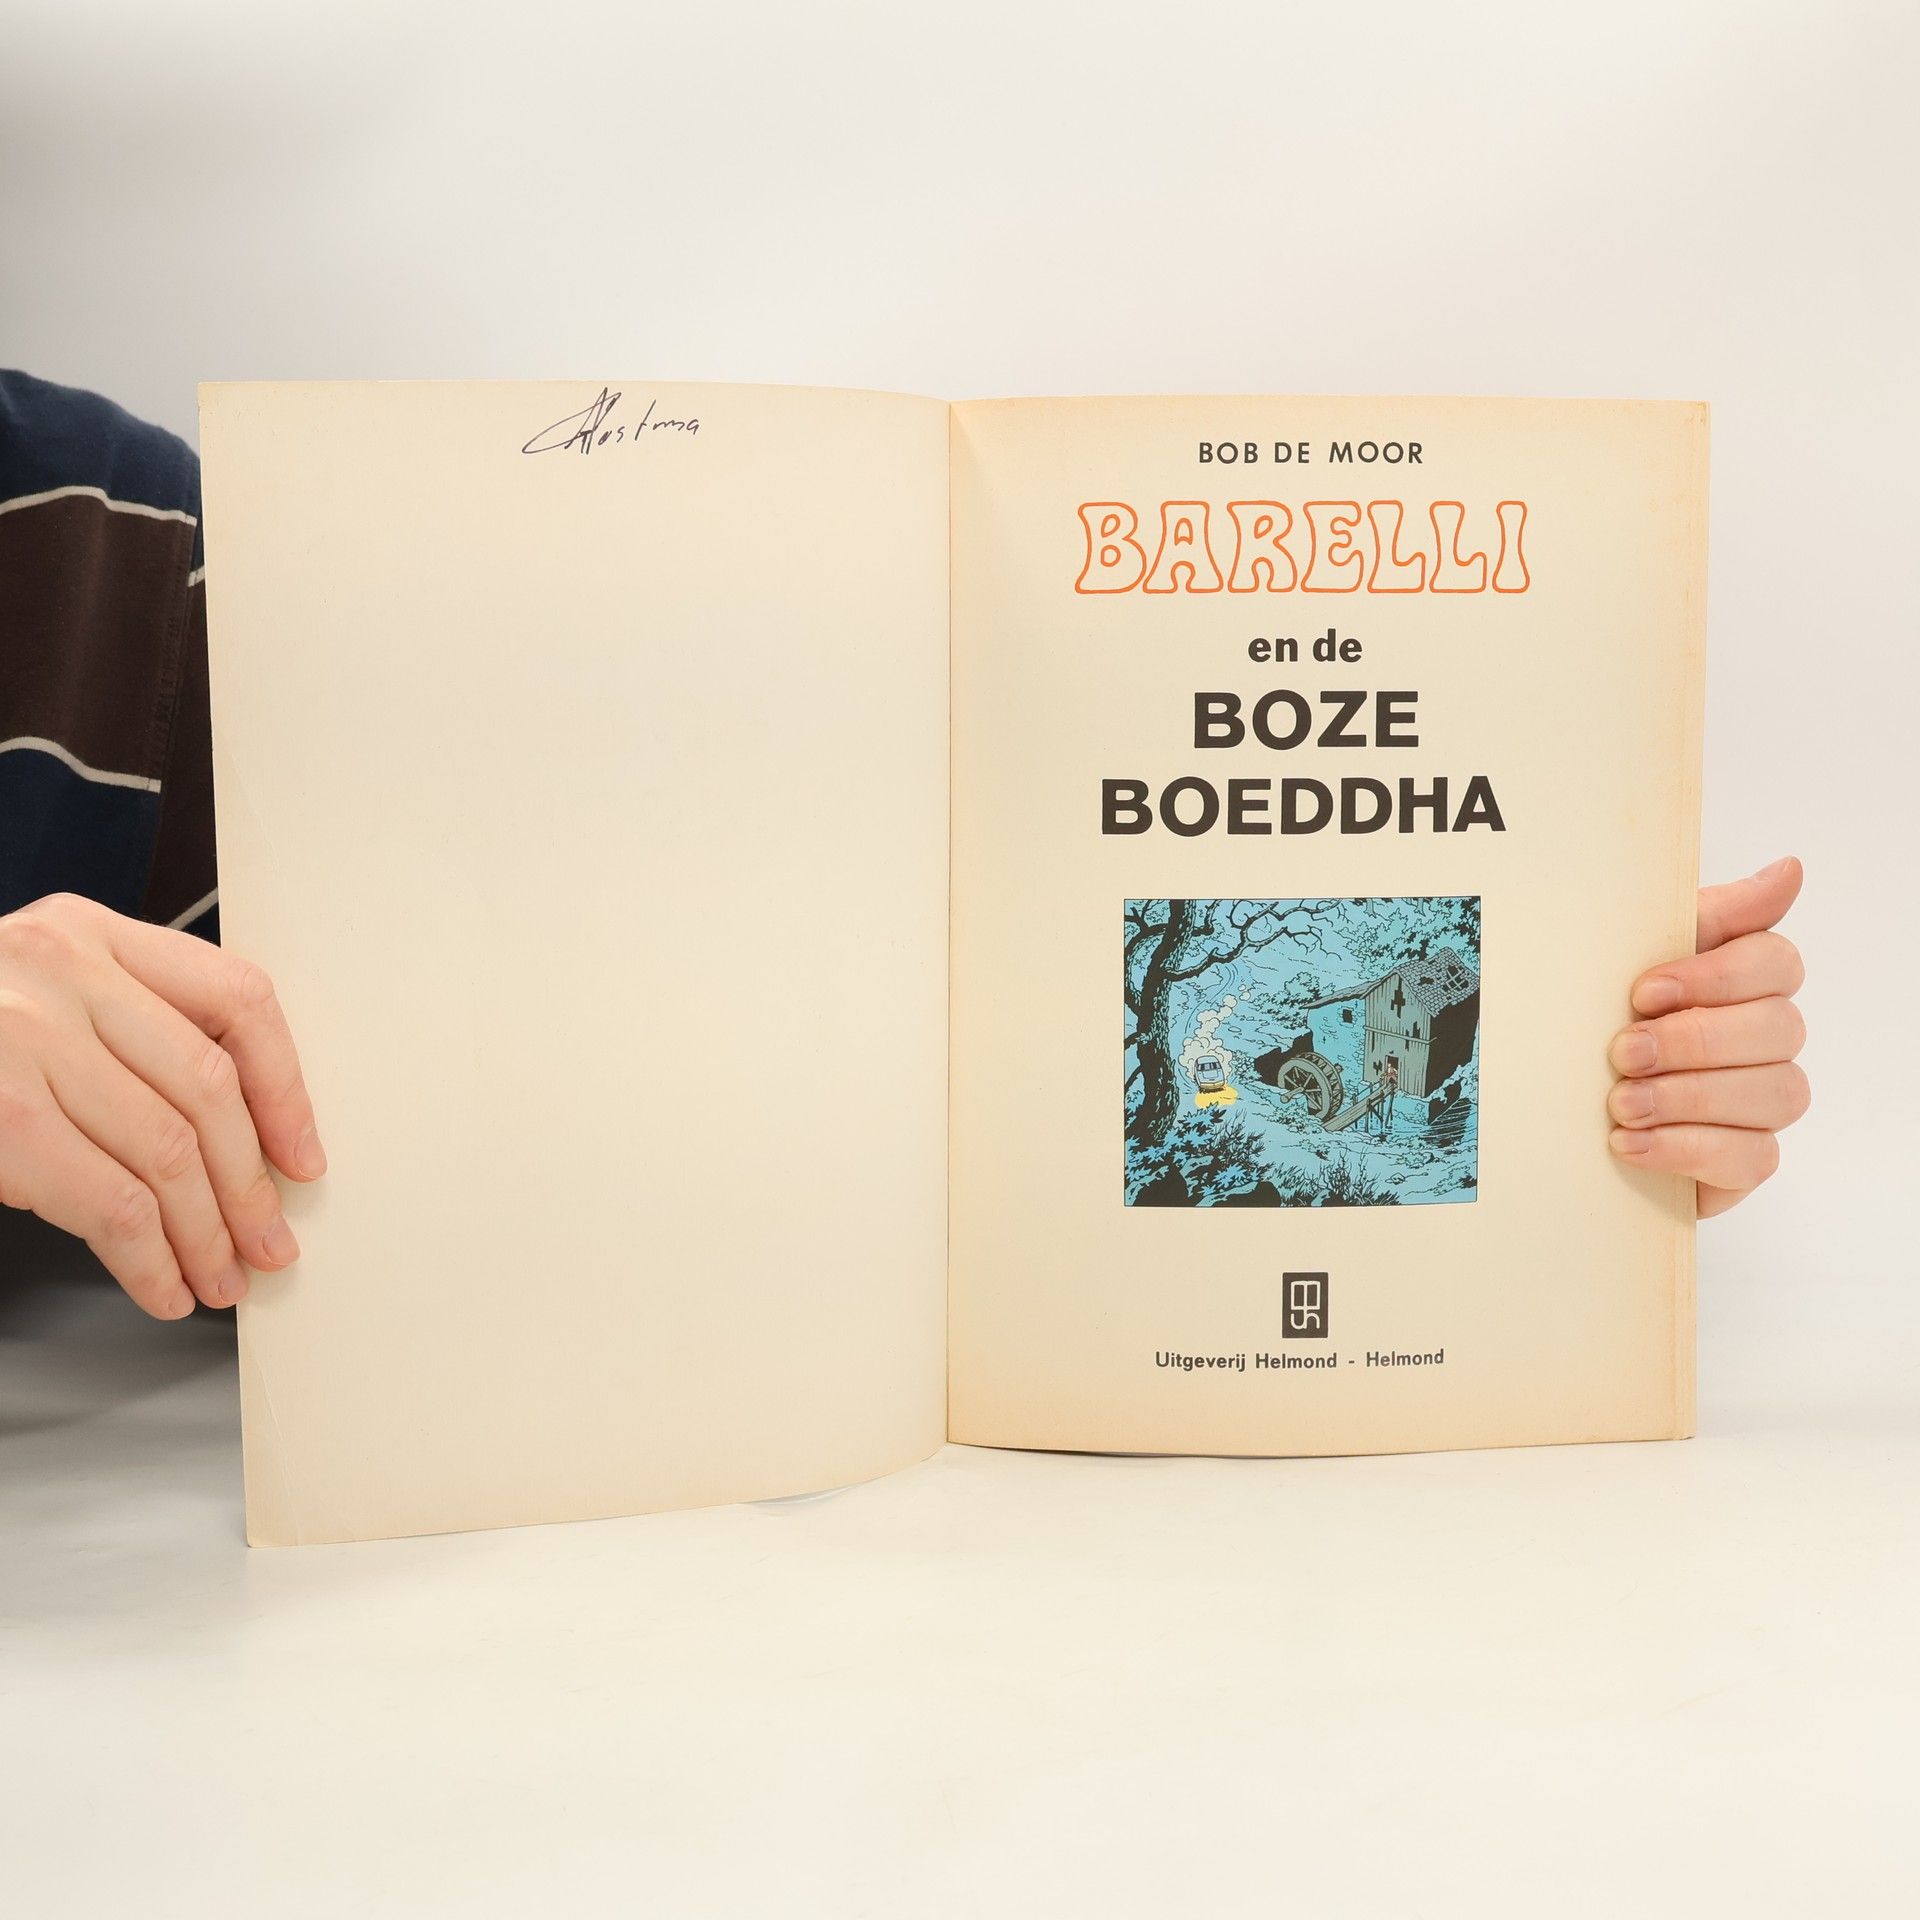 BOB DE MOOR
BARELLI
en de
BOZE
BOEDDHA
Uitgeverij Helmond - Helmond